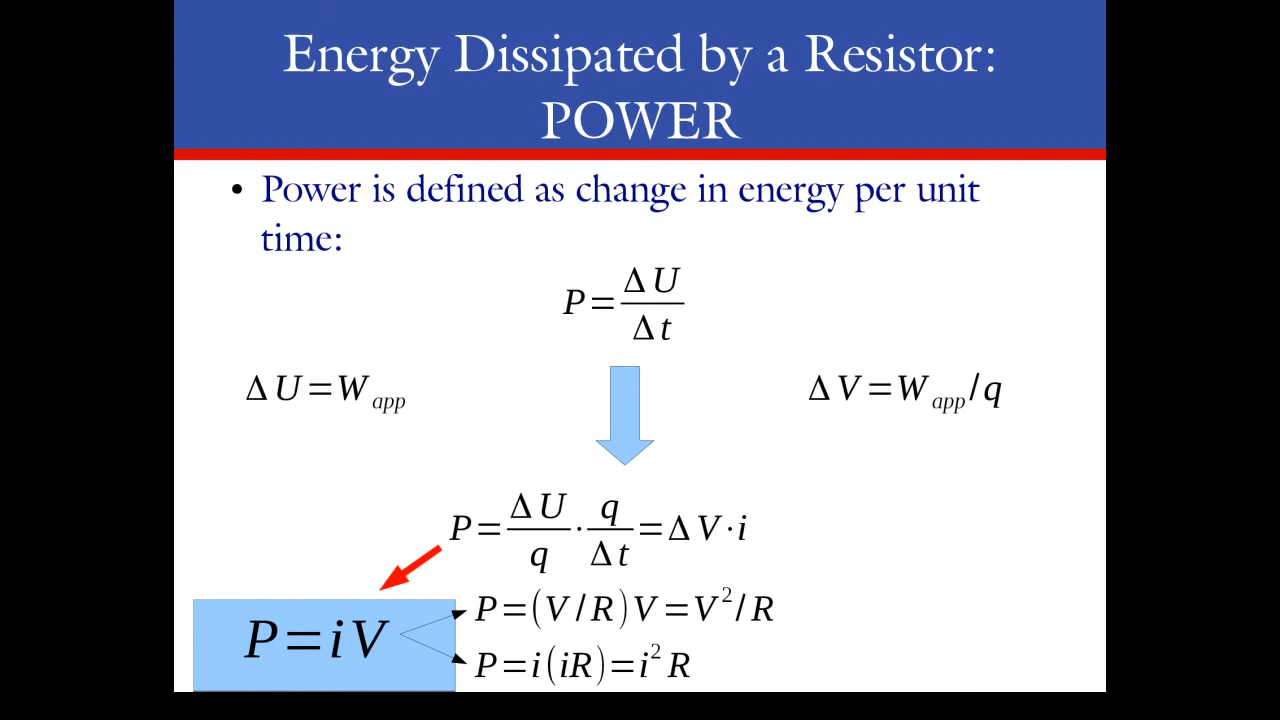 Energy Dissipated by a Resistor:
POWER
• Power is defined as change in energy per unit
time:
P=ΔU/Δt
ΔU=W_app
ΔV=W_app/q
P=ΔU/q·q/Δt=ΔV·i
P=(V/R)V=V²/R
P=iV
P=i(iR)=i²R